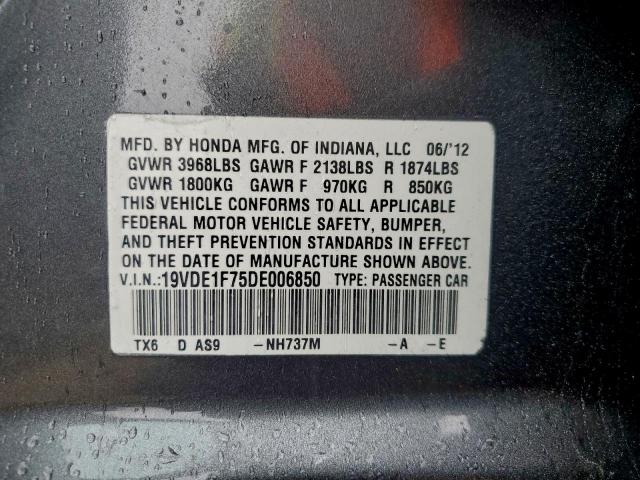 MFD. BY HONDA MFG. OF INDIANA, LLC 06/'12
GVWR 3968LBS GAWR F 2138LBS R 1874LBS
GVWR 1800KG GAWR F 970KG R 850KG
THIS VEHICLE CONFORMS TO ALL APPLICABLE
FEDERAL MOTOR VEHICLE SAFETY, BUMPER,
AND THEFT PREVENTION STANDARDS IN EFFECT
ON THE DATE OF MANUFACTURE SHOWN ABOVE.
V.I.N.:19VDE1F75DE006850 TYPE: PASSENGER CAR
TX6 D AS9 -NH737M -A -E